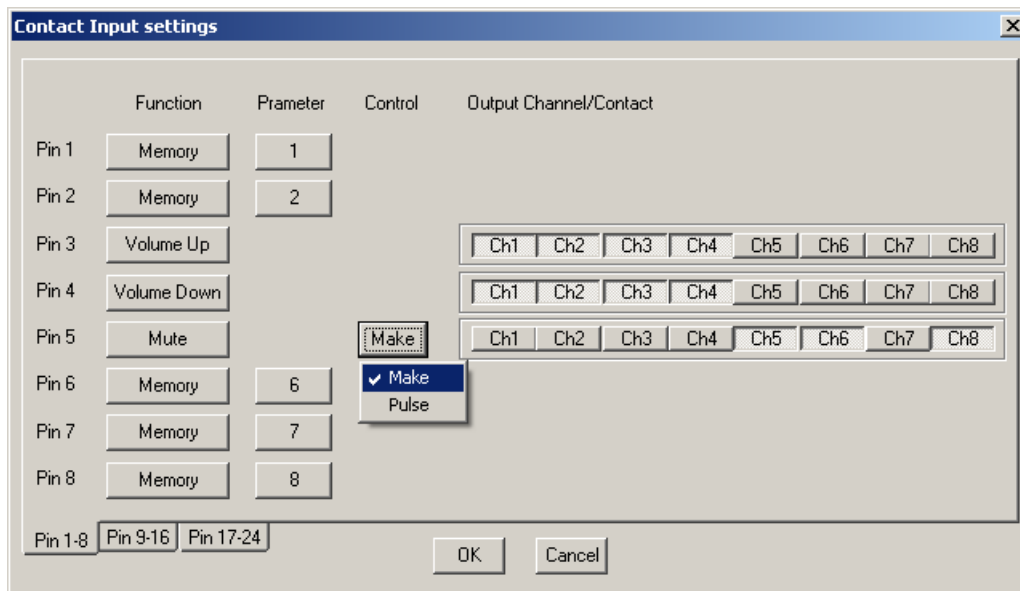 Contact Input settings
Function Prameter Control Output Channel/Contact
Pin 1 Memory 1
Pin 2 Memory 2
Pin 3 Volume Up Ch1 Ch2 Ch3 Ch4 Ch5 Ch6 Ch7 Ch8
Pin 4 Volume Down Ch1 Ch2 Ch3 Ch4 Ch5 Ch6 Ch7 Ch8
Pin 5 Mute Make Ch1 Ch2 Ch3 Ch4 Ch5 Ch6 Ch7 Ch8
Make
Pin 6 Memory 6
Pulse
Pin 7 Memory 7
Pin 8 Memory 8
Pin 1-8 Pin 9-16 Pin 17-24
OK Cancel